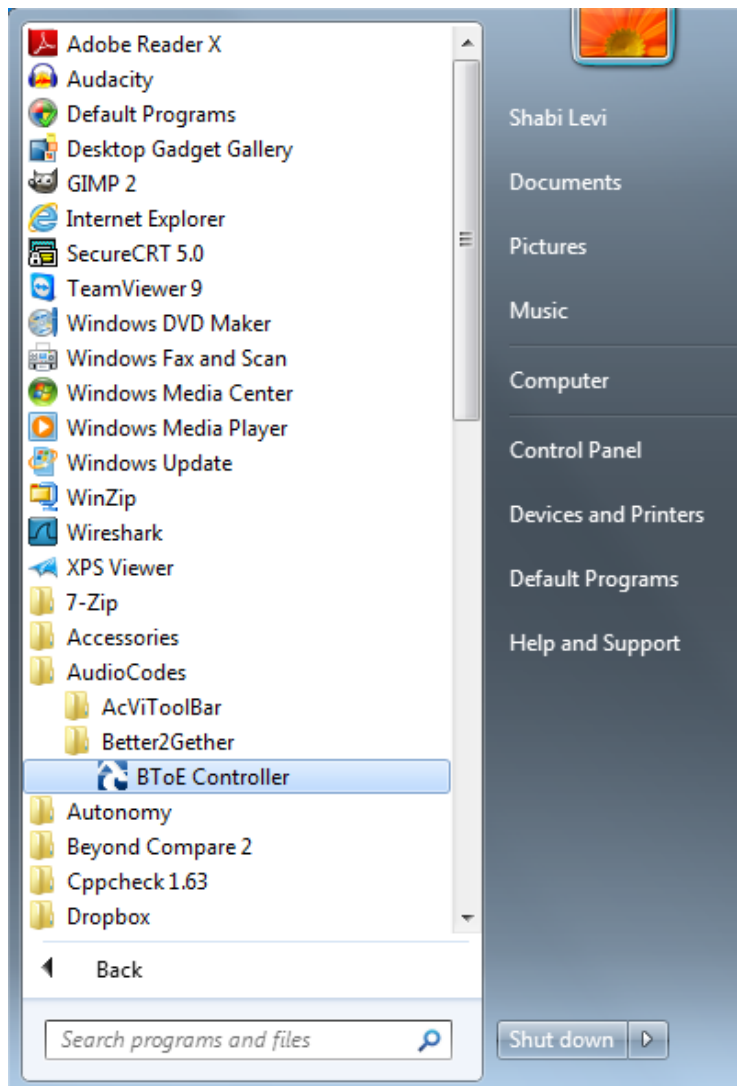 Adobe Reader X
Audacity
Default Programs
Desktop Gadget Gallery
GIMP 2
Internet Explorer
SecureCRT 5.0
TeamViewer 9
Windows DVD Maker
Windows Fax and Scan
Windows Media Center
Windows Media Player
Windows Update
WinZip
Wireshark
XPS Viewer
7-Zip
Accessories
AudioCodes
AcViToolBar
Better2Gether
BToE Controller
Autonomy
Beyond Compare 2
Cppcheck 1.63
Dropbox
Back
Search programs and files
Shabi Levi
Documents
Pictures
Music
Computer
Control Panel
Devices and Printers
Default Programs
Help and Support
Shut down